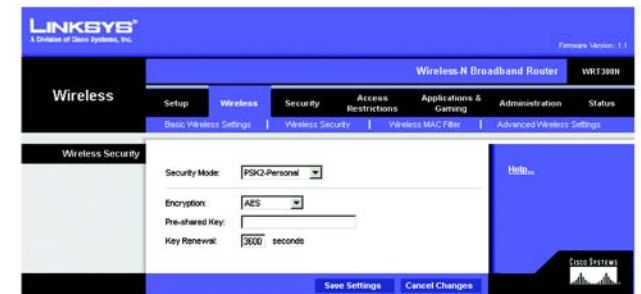 LINKSYS®
A Division of Cisco Systems, Inc.
Firmware Version: 1.1
Wireless-N Broadband Router WRT300N
Wireless
Setup Wireless Security Access Restrictions Applications & Gaming Administration Status
Basic Wireless Settings | Wireless Security | Wireless MAC Filter | Advanced Wireless Settings
Wireless Security
Security Mode: PSK2-Personal
Help...
Encryption: AES
Pre-shared Key:
Key Renewal: 3600 seconds
CISCO SYSTEMS
Save Settings Cancel Changes